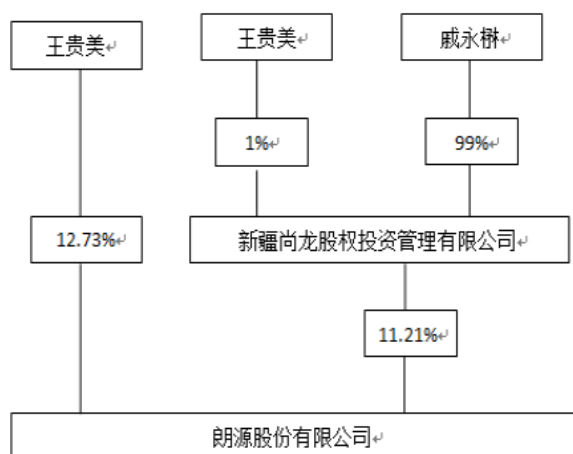 王贵美
王贵美
戚永楙
1%
99%
12.73%
新疆尚龙股权投资管理有限公司
11.21%
朗源股份有限公司